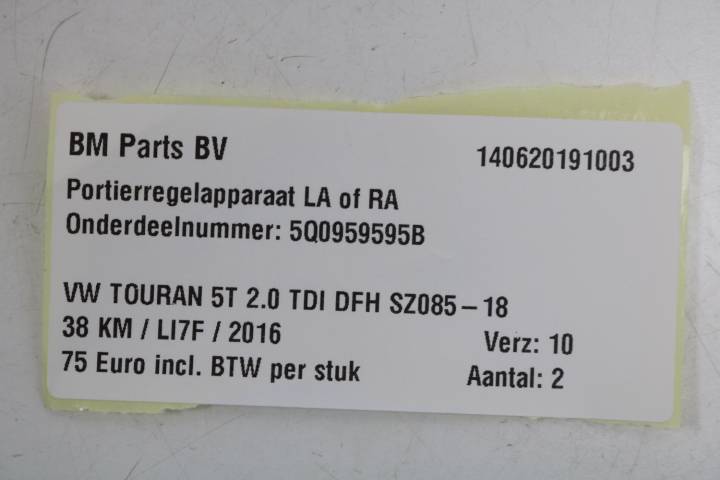 BM Parts BV 140620191003
Portierregelapparaat LA of RA
Onderdeelnummer: 5Q0959595B
VW TOURAN 5T 2.0 TDI DFH SZ085-18
38 KM / LI7F / 2016 Verz: 10
75 Euro incl. BTW per stuk Aantal: 2